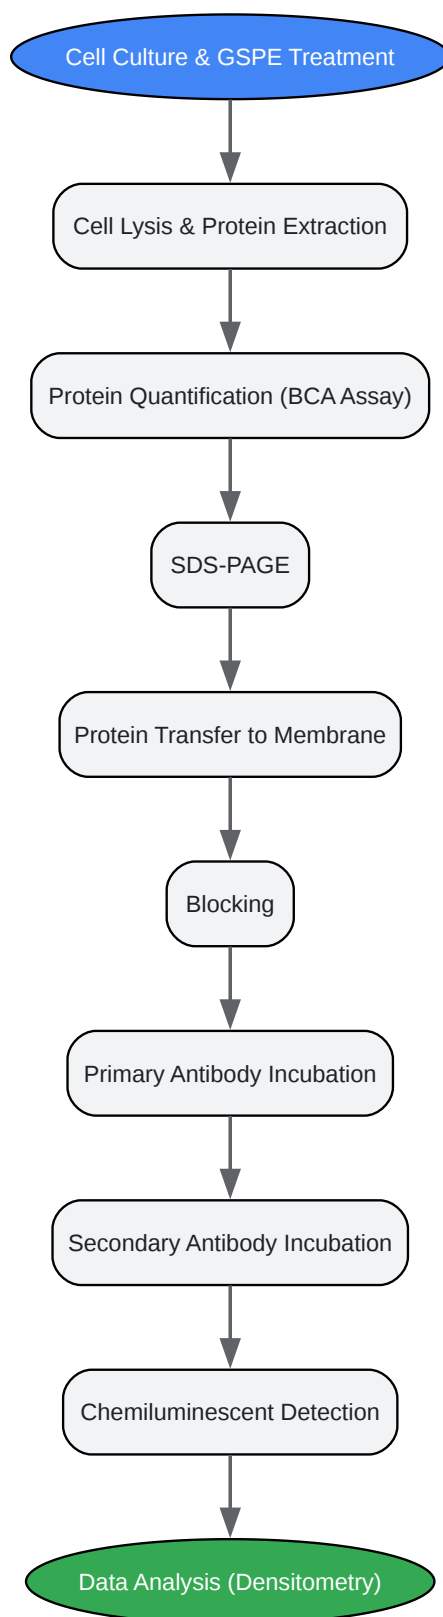 Cell Culture & GSPE Treatment
Cell Lysis & Protein Extraction
Protein Quantification (BCA Assay)
SDS-PAGE
Protein Transfer to Membrane
Blocking
Primary Antibody Incubation
Secondary Antibody Incubation
Chemiluminescent Detection
Data Analysis (Densitometry)